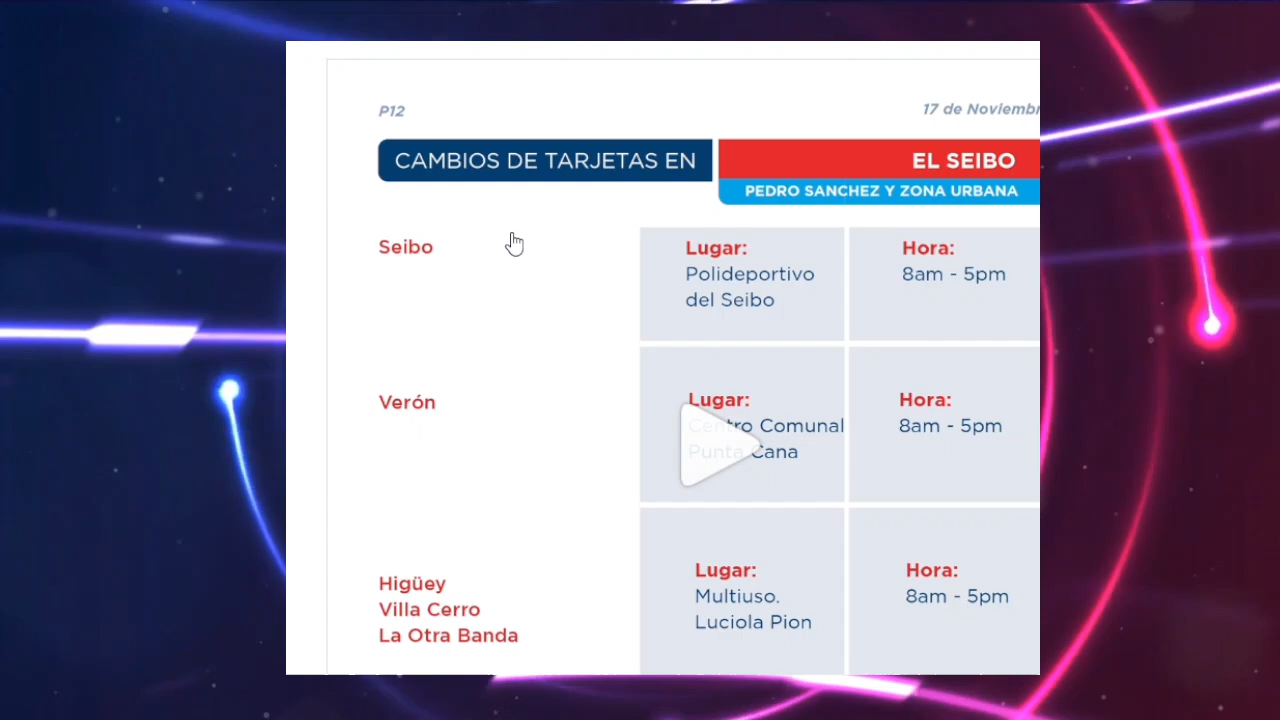 P12
17 de Noviembr
CAMBIOS DE TARJETAS EN
EL SEIBO
PEDRO SANCHEZ Y ZONA URBANA
Seibo
Lugar:
Polideportivo
del Seibo
Hora:
8am - 5pm
Verón
Lugar:
Centro Comunal
Punta Cana
Hora:
8am - 5pm
Higüey
Villa Cerro
La Otra Banda
Lugar:
Multiuso.
Luciola Pion
Hora:
8am - 5pm